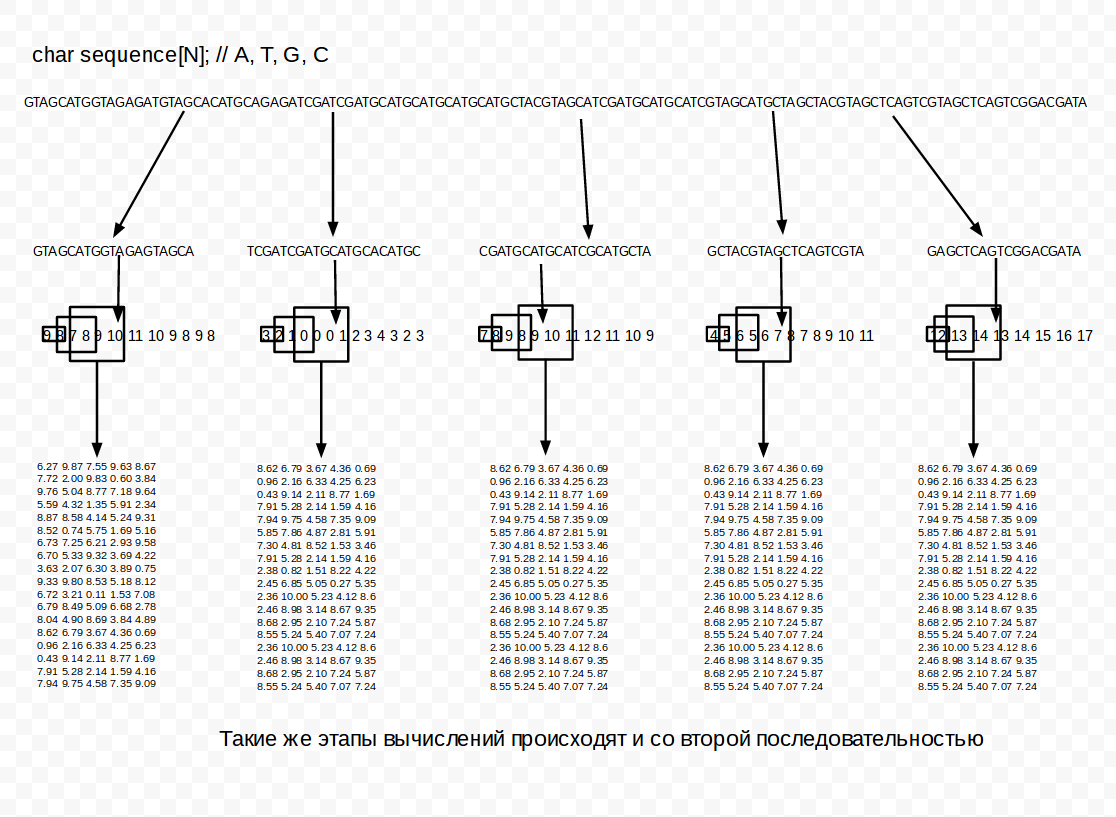 char sequence[N]; // A, T, G, C
GTAGCATGGTAGAGATGTAGCACATGCAGAGATCGATCGATGCATGCATGCATGCATGCTACGTAGCATCGATGCATGCATCGTAGCATGCTAGCTACGTAGCTCAGTCGTAGCTCAGTCGGACGATA
GTAGCATGGTAGAGTAGCA
TCGATCGATGCATGCACATGC
CGATGCATGCATCGCATGCTA
GCTACGTAGCTCAGTCGTA
GAGCTCAGTCGGACGATA
9 8 7 8 9 10 11 10 9 8 9 8
3 2 1 0 0 0 1 2 3 4 3 2 3
7 8 9 8 9 10 11 12 11 10 9
4 5 6 5 6 7 8 7 8 9 10 11
12 13 14 13 14 15 16 17
6.27 9.87 7.55 9.63 8.67
7.72 2.00 9.83 0.60 3.84
9.76 5.04 8.77 7.18 9.64
5.59 4.32 1.35 5.91 2.34
8.87 8.58 4.14 5.24 9.31
8.52 0.74 5.75 1.69 5.16
6.73 7.25 6.21 2.93 9.58
6.70 5.33 9.32 3.69 4.22
3.63 2.07 6.30 3.89 0.75
9.33 9.80 8.53 5.18 8.12
6.72 3.21 0.11 1.53 7.08
6.79 8.49 5.09 6.68 2.78
8.04 4.90 8.69 3.84 4.89
8.62 6.79 3.67 4.36 0.69
0.96 2.16 6.33 4.25 6.23
0.43 9.14 2.11 8.77 1.69
7.91 5.28 2.14 1.59 4.16
7.94 9.75 4.58 7.35 9.09
8.62 6.79 3.67 4.36 0.69
0.96 2.16 6.33 4.25 6.23
0.43 9.14 2.11 8.77 1.69
7.91 5.28 2.14 1.59 4.16
7.94 9.75 4.58 7.35 9.09
5.85 7.86 4.87 2.81 5.91
7.30 4.81 8.52 1.53 3.46
7.91 5.28 2.14 1.59 4.16
2.38 0.82 1.51 8.22 4.22
2.45 6.85 5.05 0.27 5.35
2.36 10.00 5.23 4.12 8.6
2.46 8.98 3.14 8.67 9.35
8.68 2.95 2.10 7.24 5.87
8.55 5.24 5.40 7.07 7.24
2.36 10.00 5.23 4.12 8.6
2.46 8.98 3.14 8.67 9.35
8.68 2.95 2.10 7.24 5.87
8.55 5.24 5.40 7.07 7.24
8.62 6.79 3.67 4.36 0.69
0.96 2.16 6.33 4.25 6.23
0.43 9.14 2.11 8.77 1.69
7.91 5.28 2.14 1.59 4.16
7.94 9.75 4.58 7.35 9.09
5.85 7.86 4.87 2.81 5.91
7.30 4.81 8.52 1.53 3.46
7.91 5.28 2.14 1.59 4.16
2.38 0.82 1.51 8.22 4.22
2.45 6.85 5.05 0.27 5.35
2.36 10.00 5.23 4.12 8.6
2.46 8.98 3.14 8.67 9.35
8.68 2.95 2.10 7.24 5.87
8.55 5.24 5.40 7.07 7.24
2.36 10.00 5.23 4.12 8.6
2.46 8.98 3.14 8.67 9.35
8.68 2.95 2.10 7.24 5.87
8.55 5.24 5.40 7.07 7.24
8.62 6.79 3.67 4.36 0.69
0.96 2.16 6.33 4.25 6.23
0.43 9.14 2.11 8.77 1.69
7.91 5.28 2.14 1.59 4.16
7.94 9.75 4.58 7.35 9.09
5.85 7.86 4.87 2.81 5.91
7.30 4.81 8.52 1.53 3.46
7.91 5.28 2.14 1.59 4.16
2.38 0.82 1.51 8.22 4.22
2.45 6.85 5.05 0.27 5.35
2.36 10.00 5.23 4.12 8.6
2.46 8.98 3.14 8.67 9.35
8.68 2.95 2.10 7.24 5.87
8.55 5.24 5.40 7.07 7.24
2.36 10.00 5.23 4.12 8.6
2.46 8.98 3.14 8.67 9.35
8.68 2.95 2.10 7.24 5.87
8.55 5.24 5.40 7.07 7.24
8.62 6.79 3.67 4.36 0.69
0.96 2.16 6.33 4.25 6.23
0.43 9.14 2.11 8.77 1.69
7.91 5.28 2.14 1.59 4.16
7.94 9.75 4.58 7.35 9.09
5.85 7.86 4.87 2.81 5.91
7.30 4.81 8.52 1.53 3.46
7.91 5.28 2.14 1.59 4.16
2.38 0.82 1.51 8.22 4.22
2.45 6.85 5.05 0.27 5.35
2.36 10.00 5.23 4.12 8.6
2.46 8.98 3.14 8.67 9.35
8.68 2.95 2.10 7.24 5.87
8.55 5.24 5.40 7.07 7.24
2.36 10.00 5.23 4.12 8.6
2.46 8.98 3.14 8.67 9.35
8.68 2.95 2.10 7.24 5.87
8.55 5.24 5.40 7.07 7.24
Такие же этапы вычислений происходят и со второй последовательностью